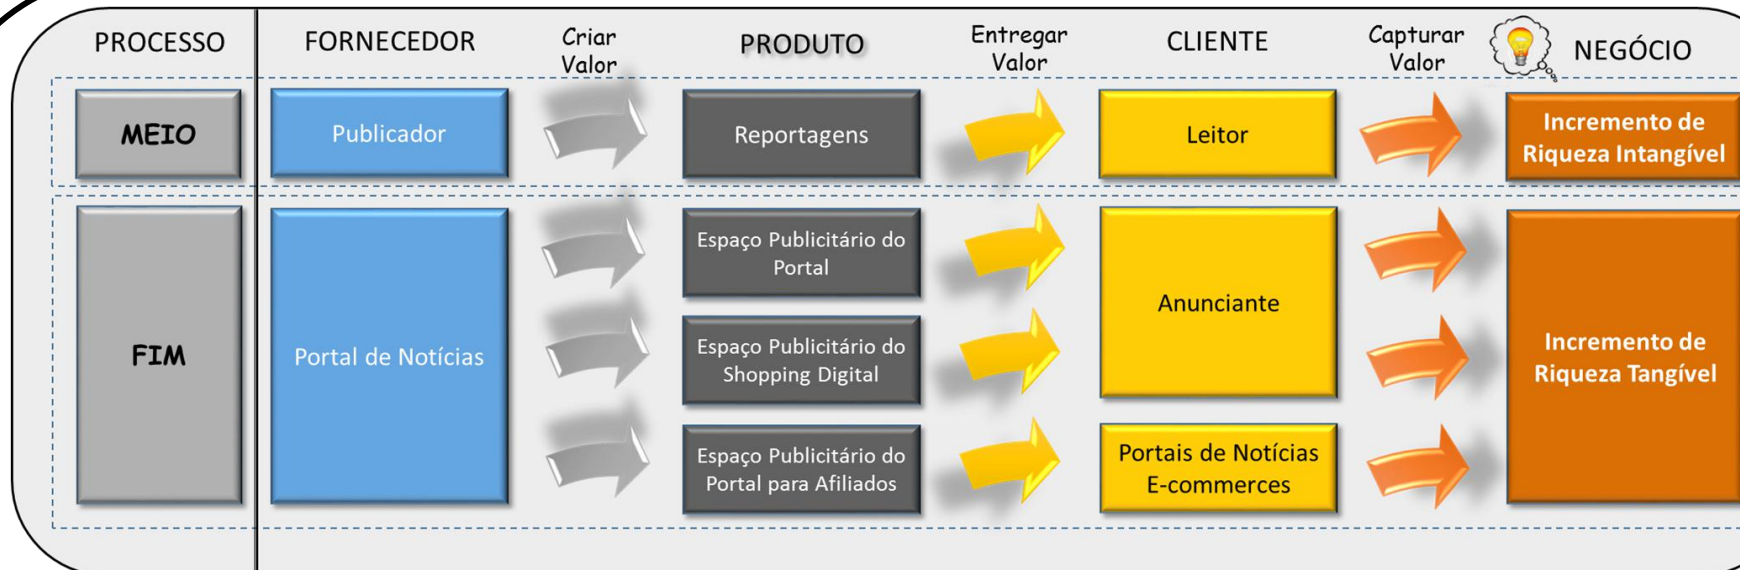 PROCESSO
FORNECEDOR
Criar
Valor
PRODUTO
Entregar
Valor
CLIENTE
Capturar
Valor
NEGÓCIO
MEIO
Publicador
Reportagens
Leitor
Incremento de
Riqueza Intangível
FIM
Portal de Notícias
Espaço Publicitário do
Portal
Espaço Publicitário do
Shopping Digital
Espaço Publicitário do
Portal para Afiliados
Anunciante
Portais de Notícias
E-commerces
Incremento de
Riqueza Tangível